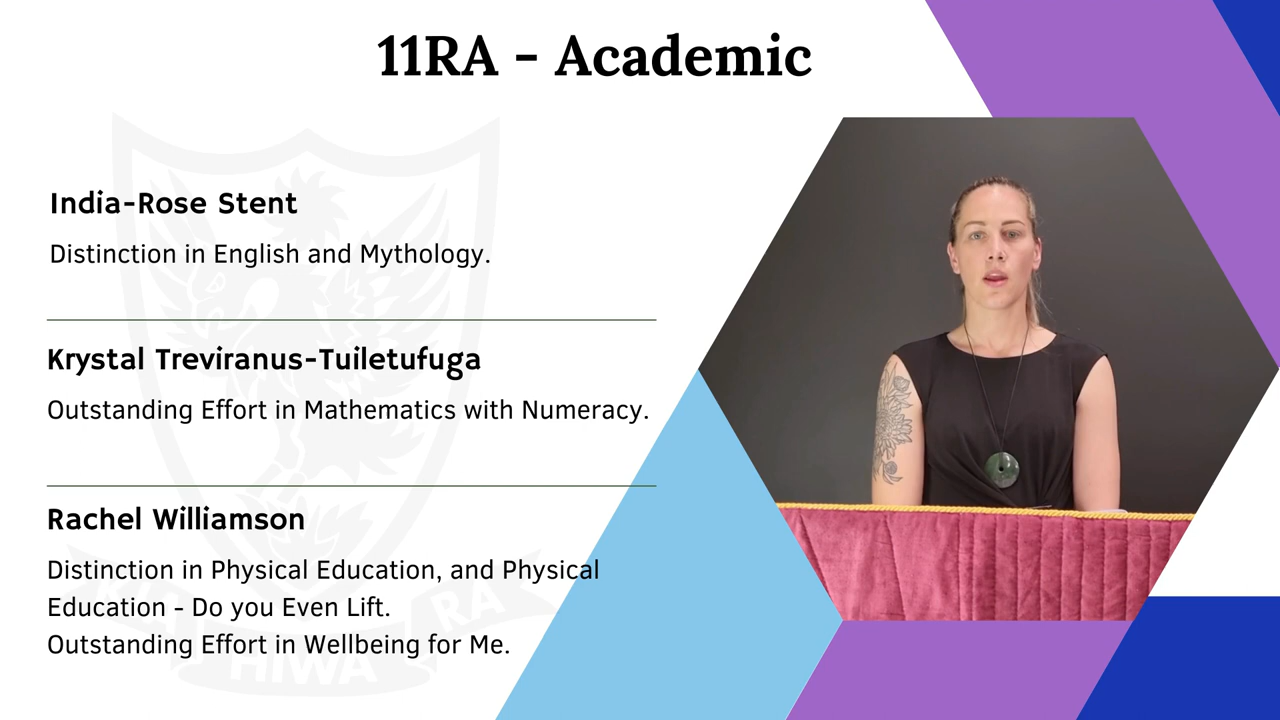 11RA - Academic
India-Rose Stent
Distinction in English and Mythology.
Krystal Treviranus-Tuiletufuga
Outstanding Effort in Mathematics with Numeracy.
Rachel Williamson
Distinction in Physical Education, and Physical
Education - Do you Even Lift.
Outstanding Effort in Wellbeing for Me.
HIWA
RA